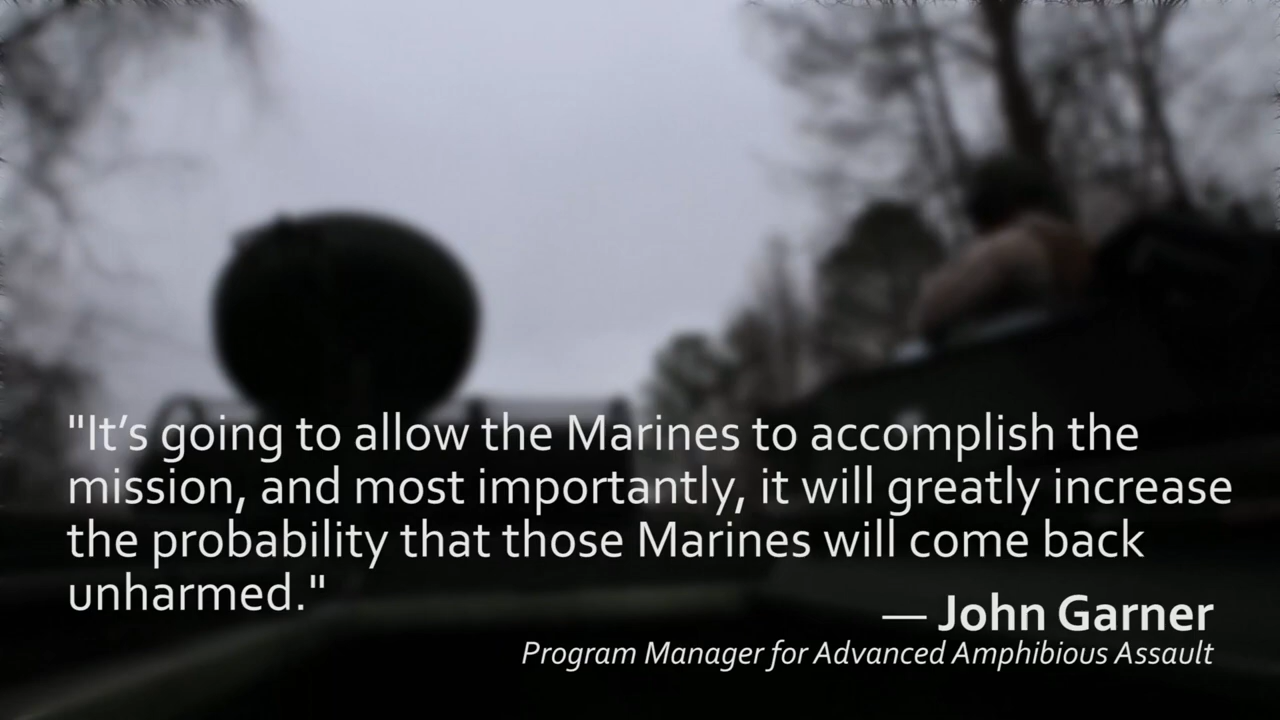 "It’s going to allow the Marines to accomplish the
mission, and most importantly, it will greatly increase
the probability that those Marines will come back
unharmed."
— John Garner
Program Manager for Advanced Amphibious Assault